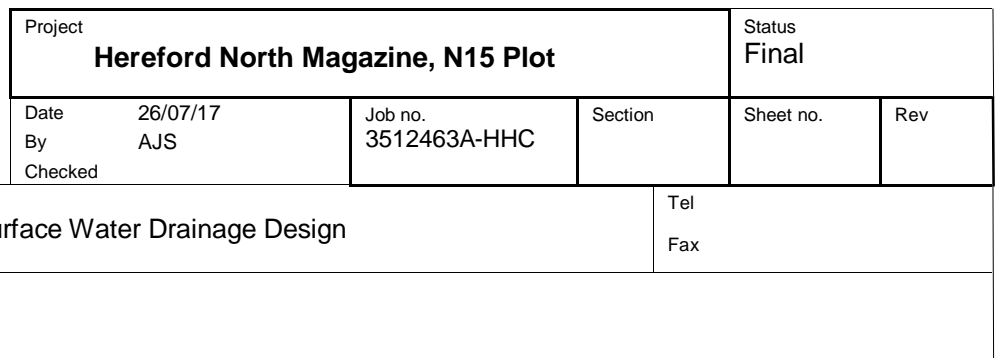 Project
Hereford North Magazine, N15 Plot
Status
Final
Date 26/07/17
By AJS
Checked
Job no.
3512463A-HHC
Section
Sheet no.
Rev
Water Drainage Design
Tel
Fax